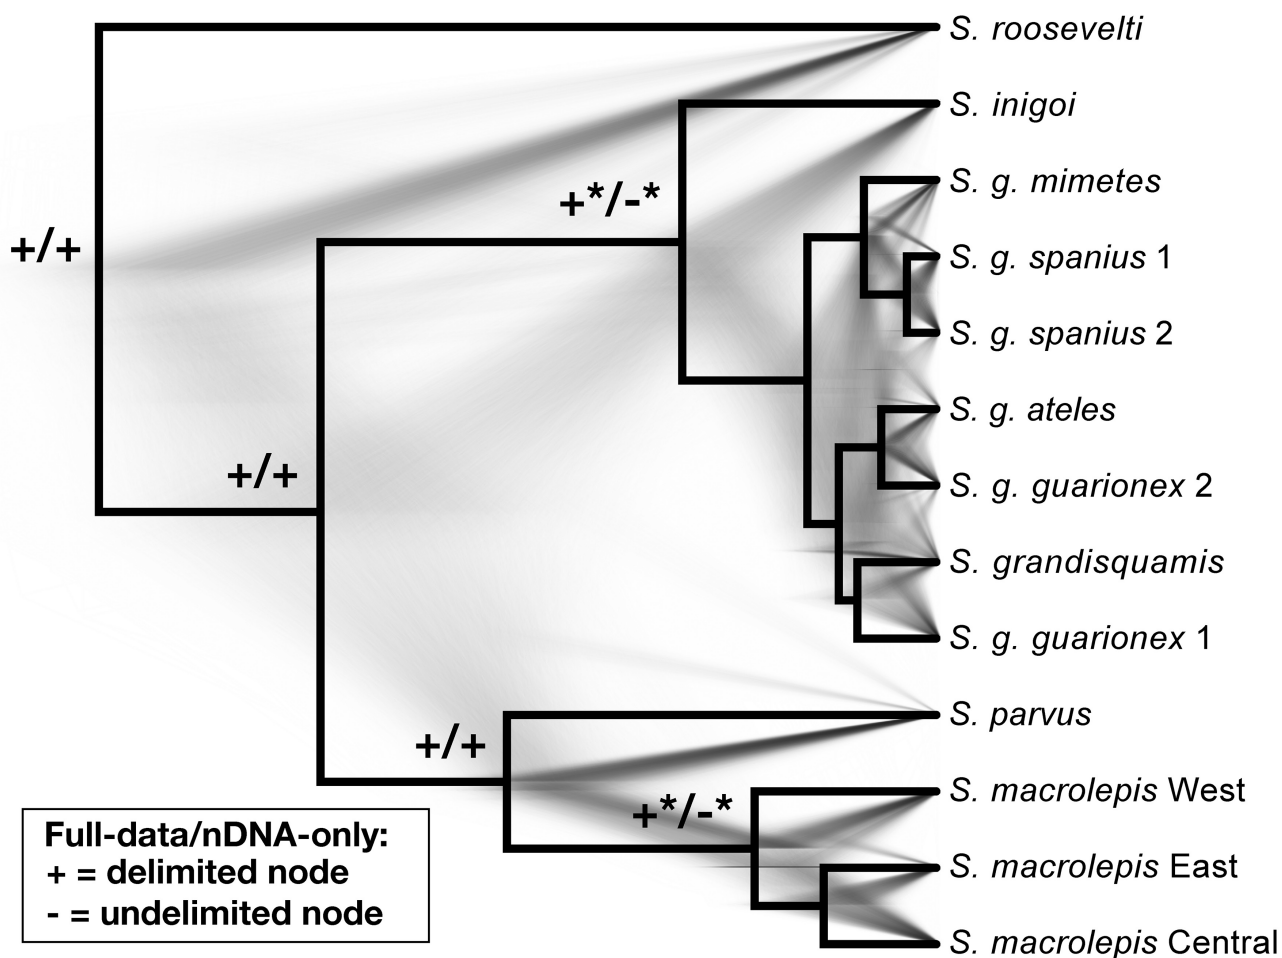 S. roosevelti
S. inigoi
S. g. mimetes
+*/-*
+/+
S. g. spanius 1
S. g. spanius 2
S. g. ateles
+/+
S. g. guarionex 2
S. grandisquamis
S. g. guarionex 1
S. parvus
+/+
S. macrolepis West
+*/-*
S. macrolepis East
S. macrolepis Central
Full-data/nDNA-only:
+ = delimited node
- = undelimited node